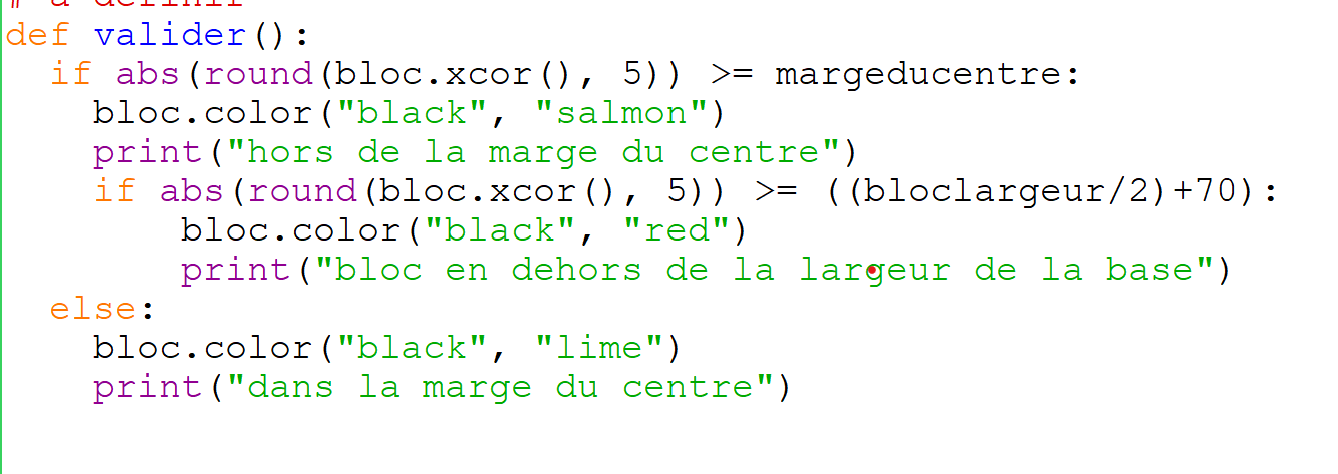 # à définir
def valider():
  if abs(round(bloc.xcor(), 5)) >= margeducentre:
    bloc.color("black", "salmon")
    print("hors de la marge du centre")
    if abs(round(bloc.xcor(), 5)) >= ((bloclargeur/2)+70):
        bloc.color("black", "red")
        print("bloc en dehors de la largeur de la base")
  else:
    bloc.color("black", "lime")
    print("dans la marge du centre")